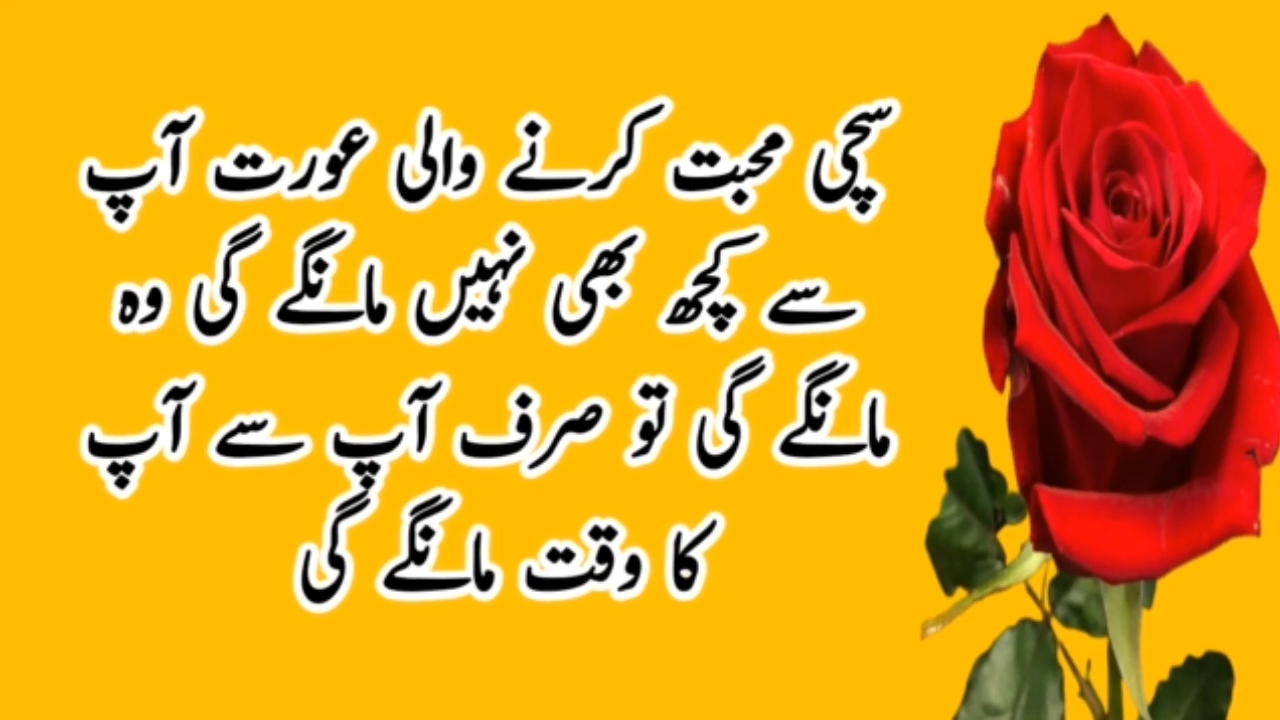 سچی محبت کرنے والی عورت آپ
سے کچھ بھی نہیں مانگے گی وہ
مانگے گی تو صرف آپ سے آپ
کا وقت مانگے گی